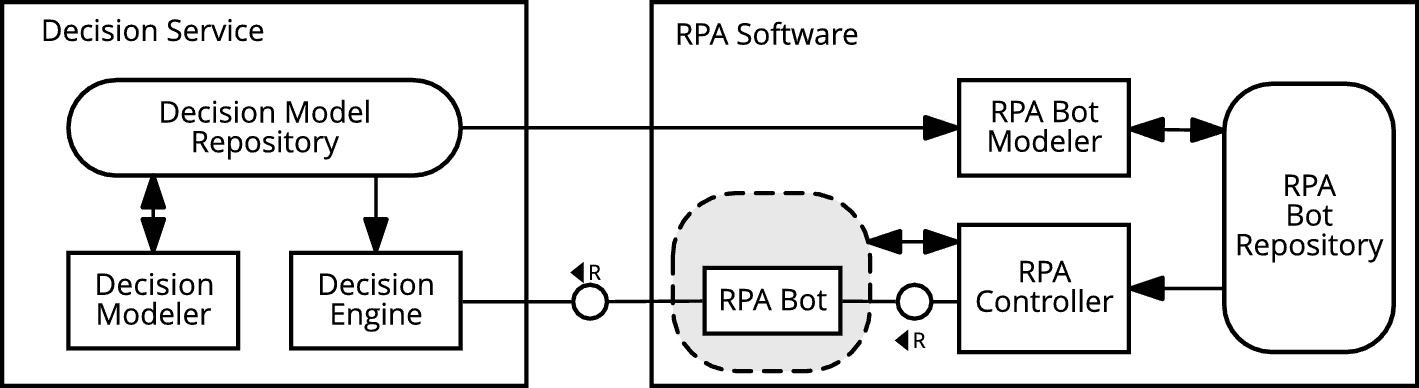 Decision Service
Decision Model
Repository
Decision
Modeler
Decision
Engine
R
RPA Software
RPA Bot
Modeler
RPA
Bot
Repository
RPA Bot
R
RPA
Controller